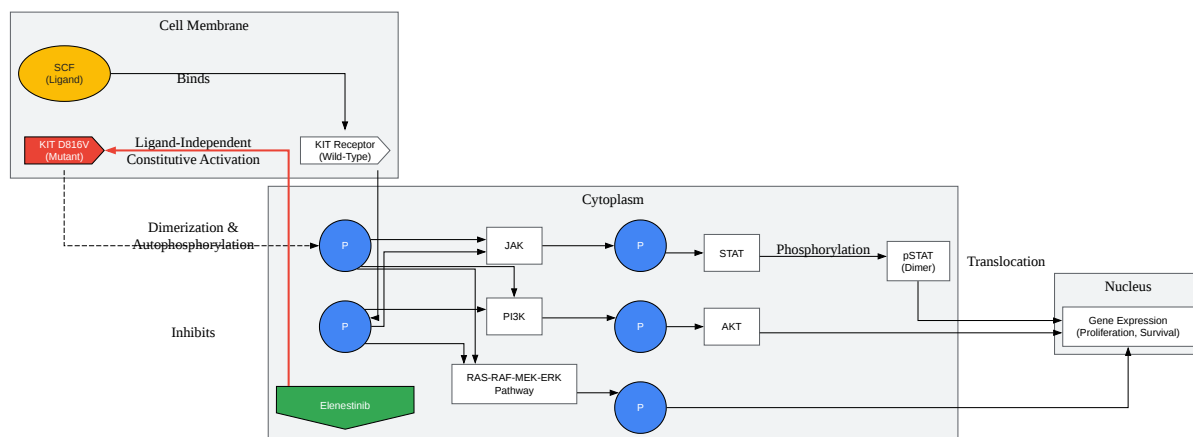 Cell Membrane
SCF
(Ligand)
Binds
KIT D816V
(Mutant)
Ligand-Independent
Constitutive Activation
KIT Receptor
(Wild-Type)
Cytoplasm
Dimerization &
Autophosphorylation
P
JAK
P
STAT
Phosphorylation
pSTAT
(Dimer)
Translocation
Nucleus
Inhibits
P
PI3K
P
AKT
Gene Expression
(Proliferation, Survival)
RAS-RAF-MEK-ERK
Pathway
P
Elenestinib